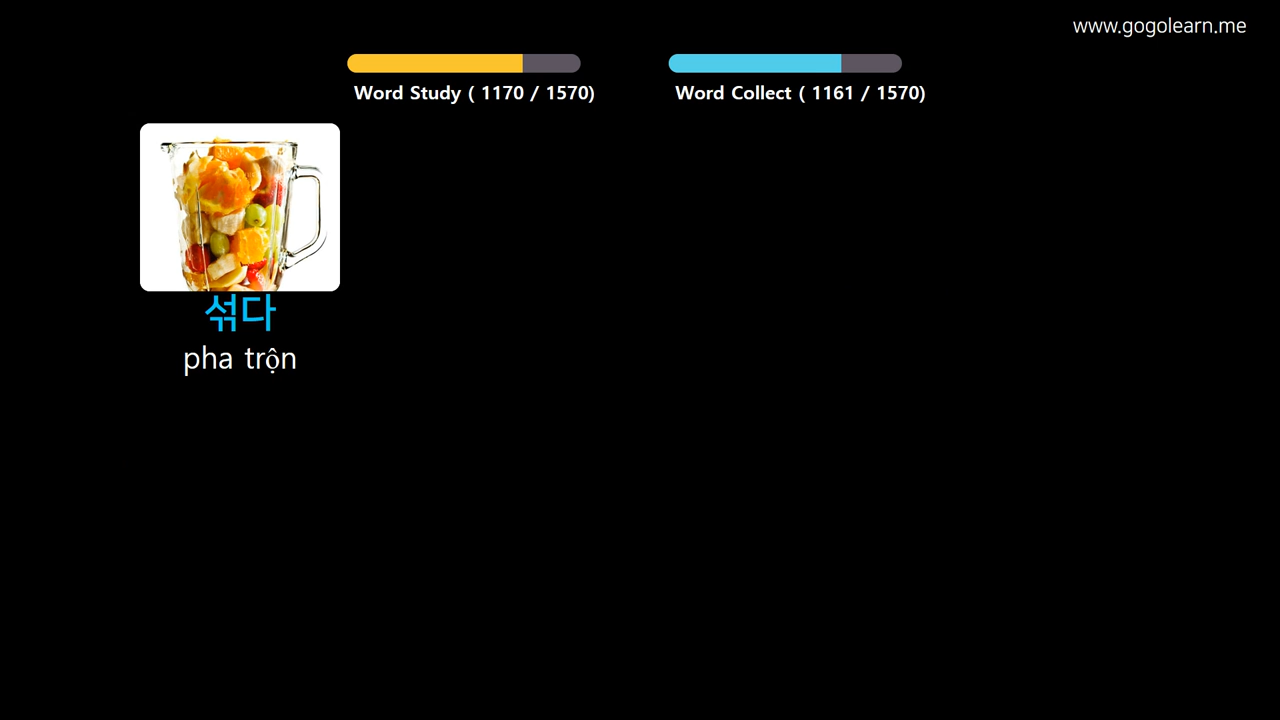 www.gogolearn.me
Word Study ( 1170 / 1570)
Word Collect ( 1161 / 1570)
섞다
pha trộn